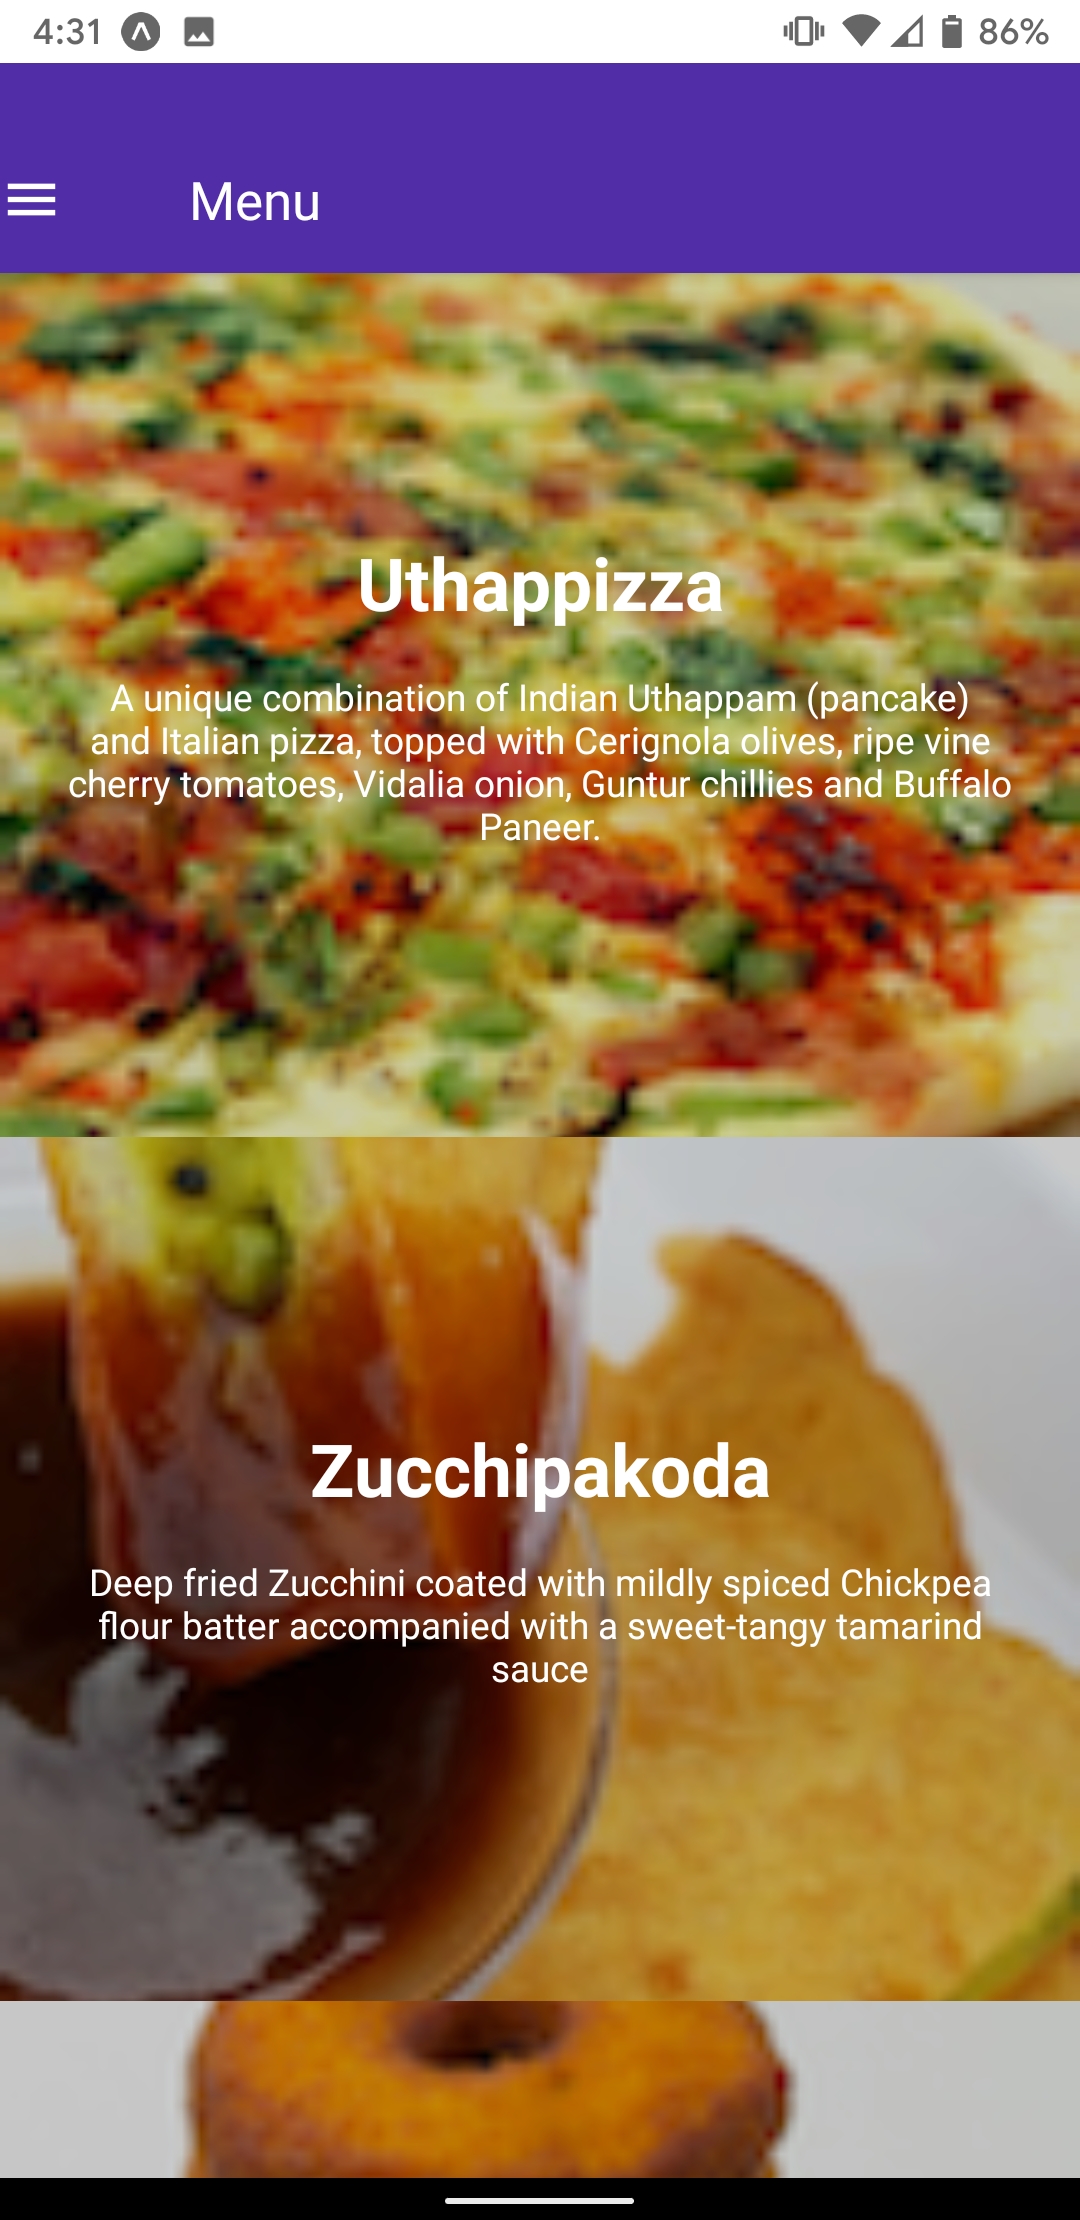 4:31
86%
Menu
Uthappizza
A unique combination of Indian Uthappam (pancake)
and Italian pizza, topped with Cerignola olives, ripe vine
cherry tomatoes, Vidalia onion, Guntur chillies and Buffalo
Paneer.
Zucchipakoda
Deep fried Zucchini coated with mildly spiced Chickpea
flour batter accompanied with a sweet-tangy tamarind
sauce